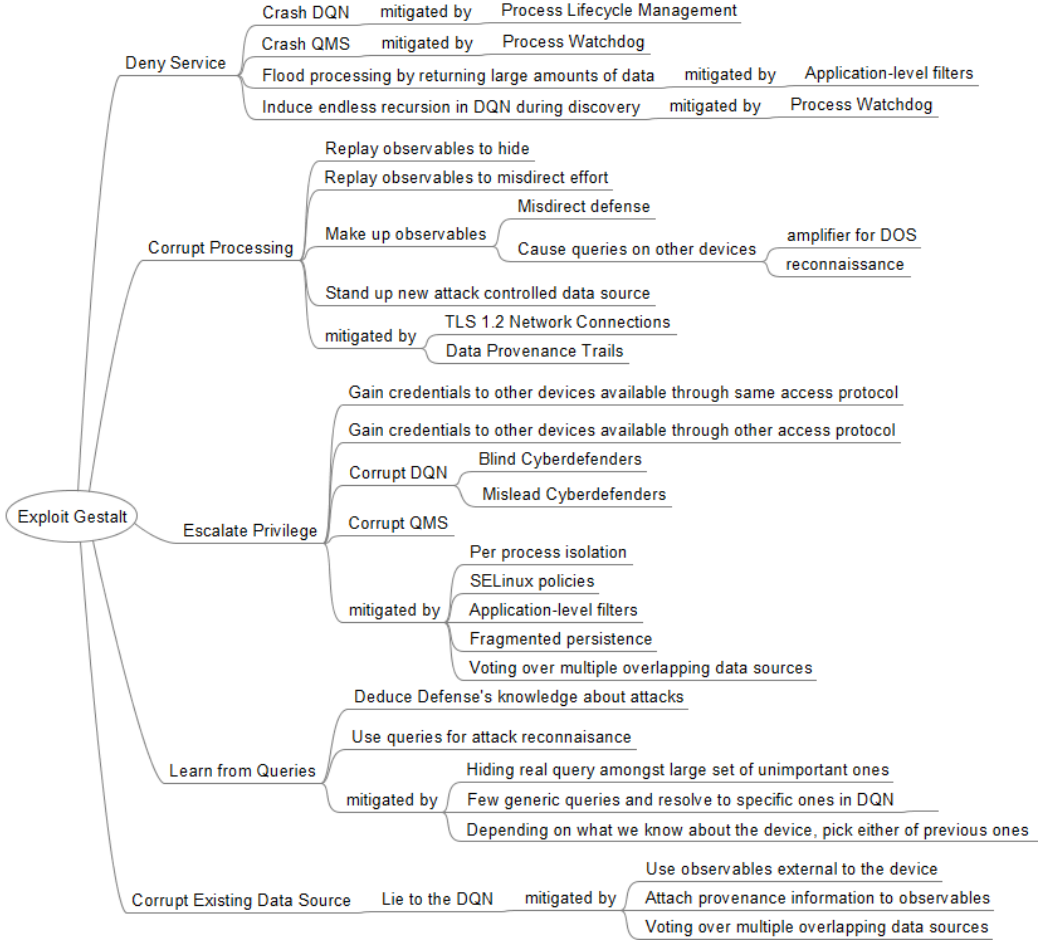 Exploit Gestalt
Deny Service
Crash DQN mitigated by Process Lifecycle Management
Crash QMS mitigated by Process Watchdog
Flood processing by returning large amounts of data mitigated by Application-level filters
Induce endless recursion in DQN during discovery mitigated by Process Watchdog
Corrupt Processing
Replay observables to hide
Replay observables to misdirect effort
Make up observables
Misdirect defense
Cause queries on other devices
amplifier for DOS
reconnaissance
Stand up new attack controlled data source
mitigated by
TLS 1.2 Network Connections
Data Provenance Trails
Escalate Privilege
Gain credentials to other devices available through same access protocol
Gain credentials to other devices available through other access protocol
Corrupt DQN
Blind Cyberdefenders
Mislead Cyberdefenders
Corrupt QMS
mitigated by
Per process isolation
SELinux policies
Application-level filters
Fragmented persistence
Voting over multiple overlapping data sources
Learn from Queries
Deduce Defense's knowledge about attacks
Use queries for attack reconnaisance
mitigated by
Hiding real query amongst large set of unimportant ones
Few generic queries and resolve to specific ones in DQN
Depending on what we know about the device, pick either of previous ones
Corrupt Existing Data Source
Lie to the DQN
mitigated by
Use observables external to the device
Attach provenance information to observables
Voting over multiple overlapping data sources